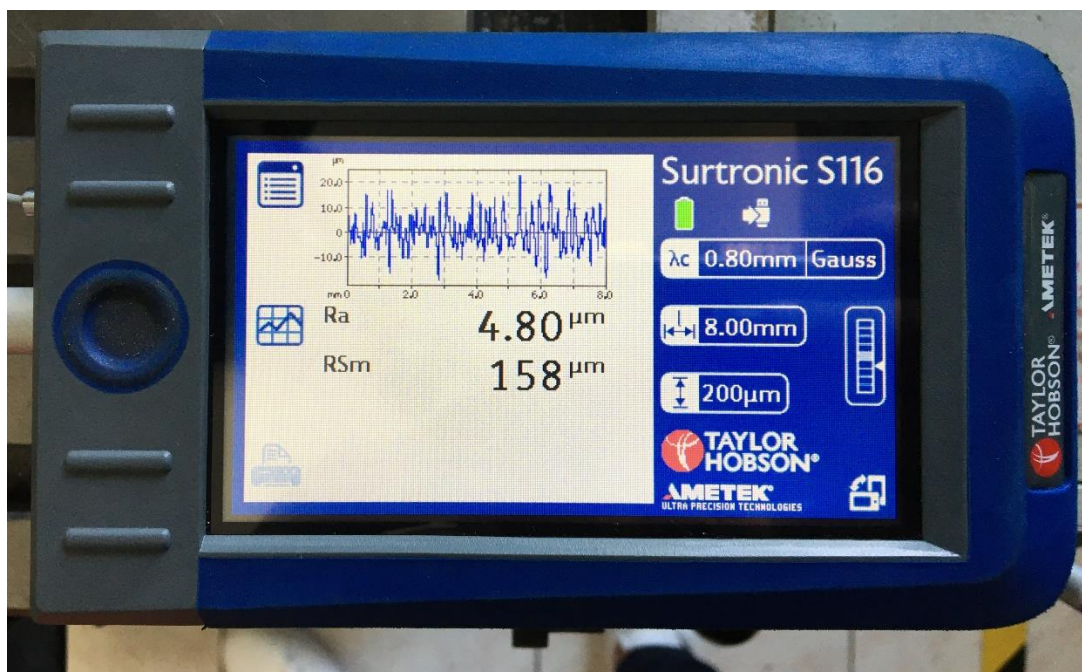 Surtronic S116
µm
20.0
10.0
0
-10.0
mm 0 2.0 4.0 6.0 8.0
Ra 4.80 µm
RSm 158 µm
λc 0.80mm Gauss
8.00mm
200µm
TAYLOR
HOBSON®
AMETEK®
ULTRA PRECISION TECHNOLOGIES
TAYLOR
HOBSON® AMETEK®